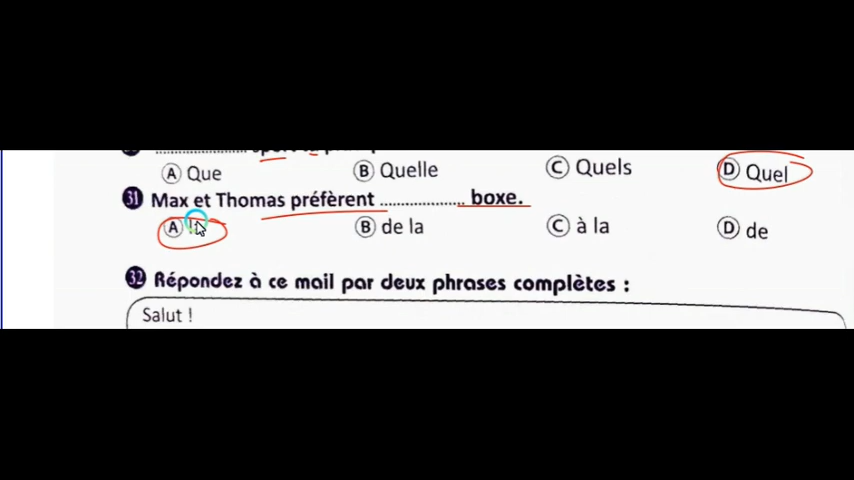 Ⓐ Que Ⓑ Quelle Ⓒ Quels Ⓓ Quel
31 Max et Thomas préfèrent .................... boxe.
Ⓐ Ⓑ de la Ⓒ à la Ⓓ de
32 Répondez à ce mail par deux phrases complètes :
Salut !